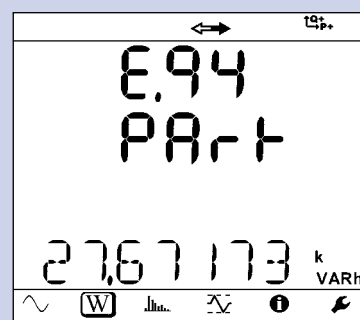 Q+
P+
E.94
PArt
27,67173 k
VARh
W
i